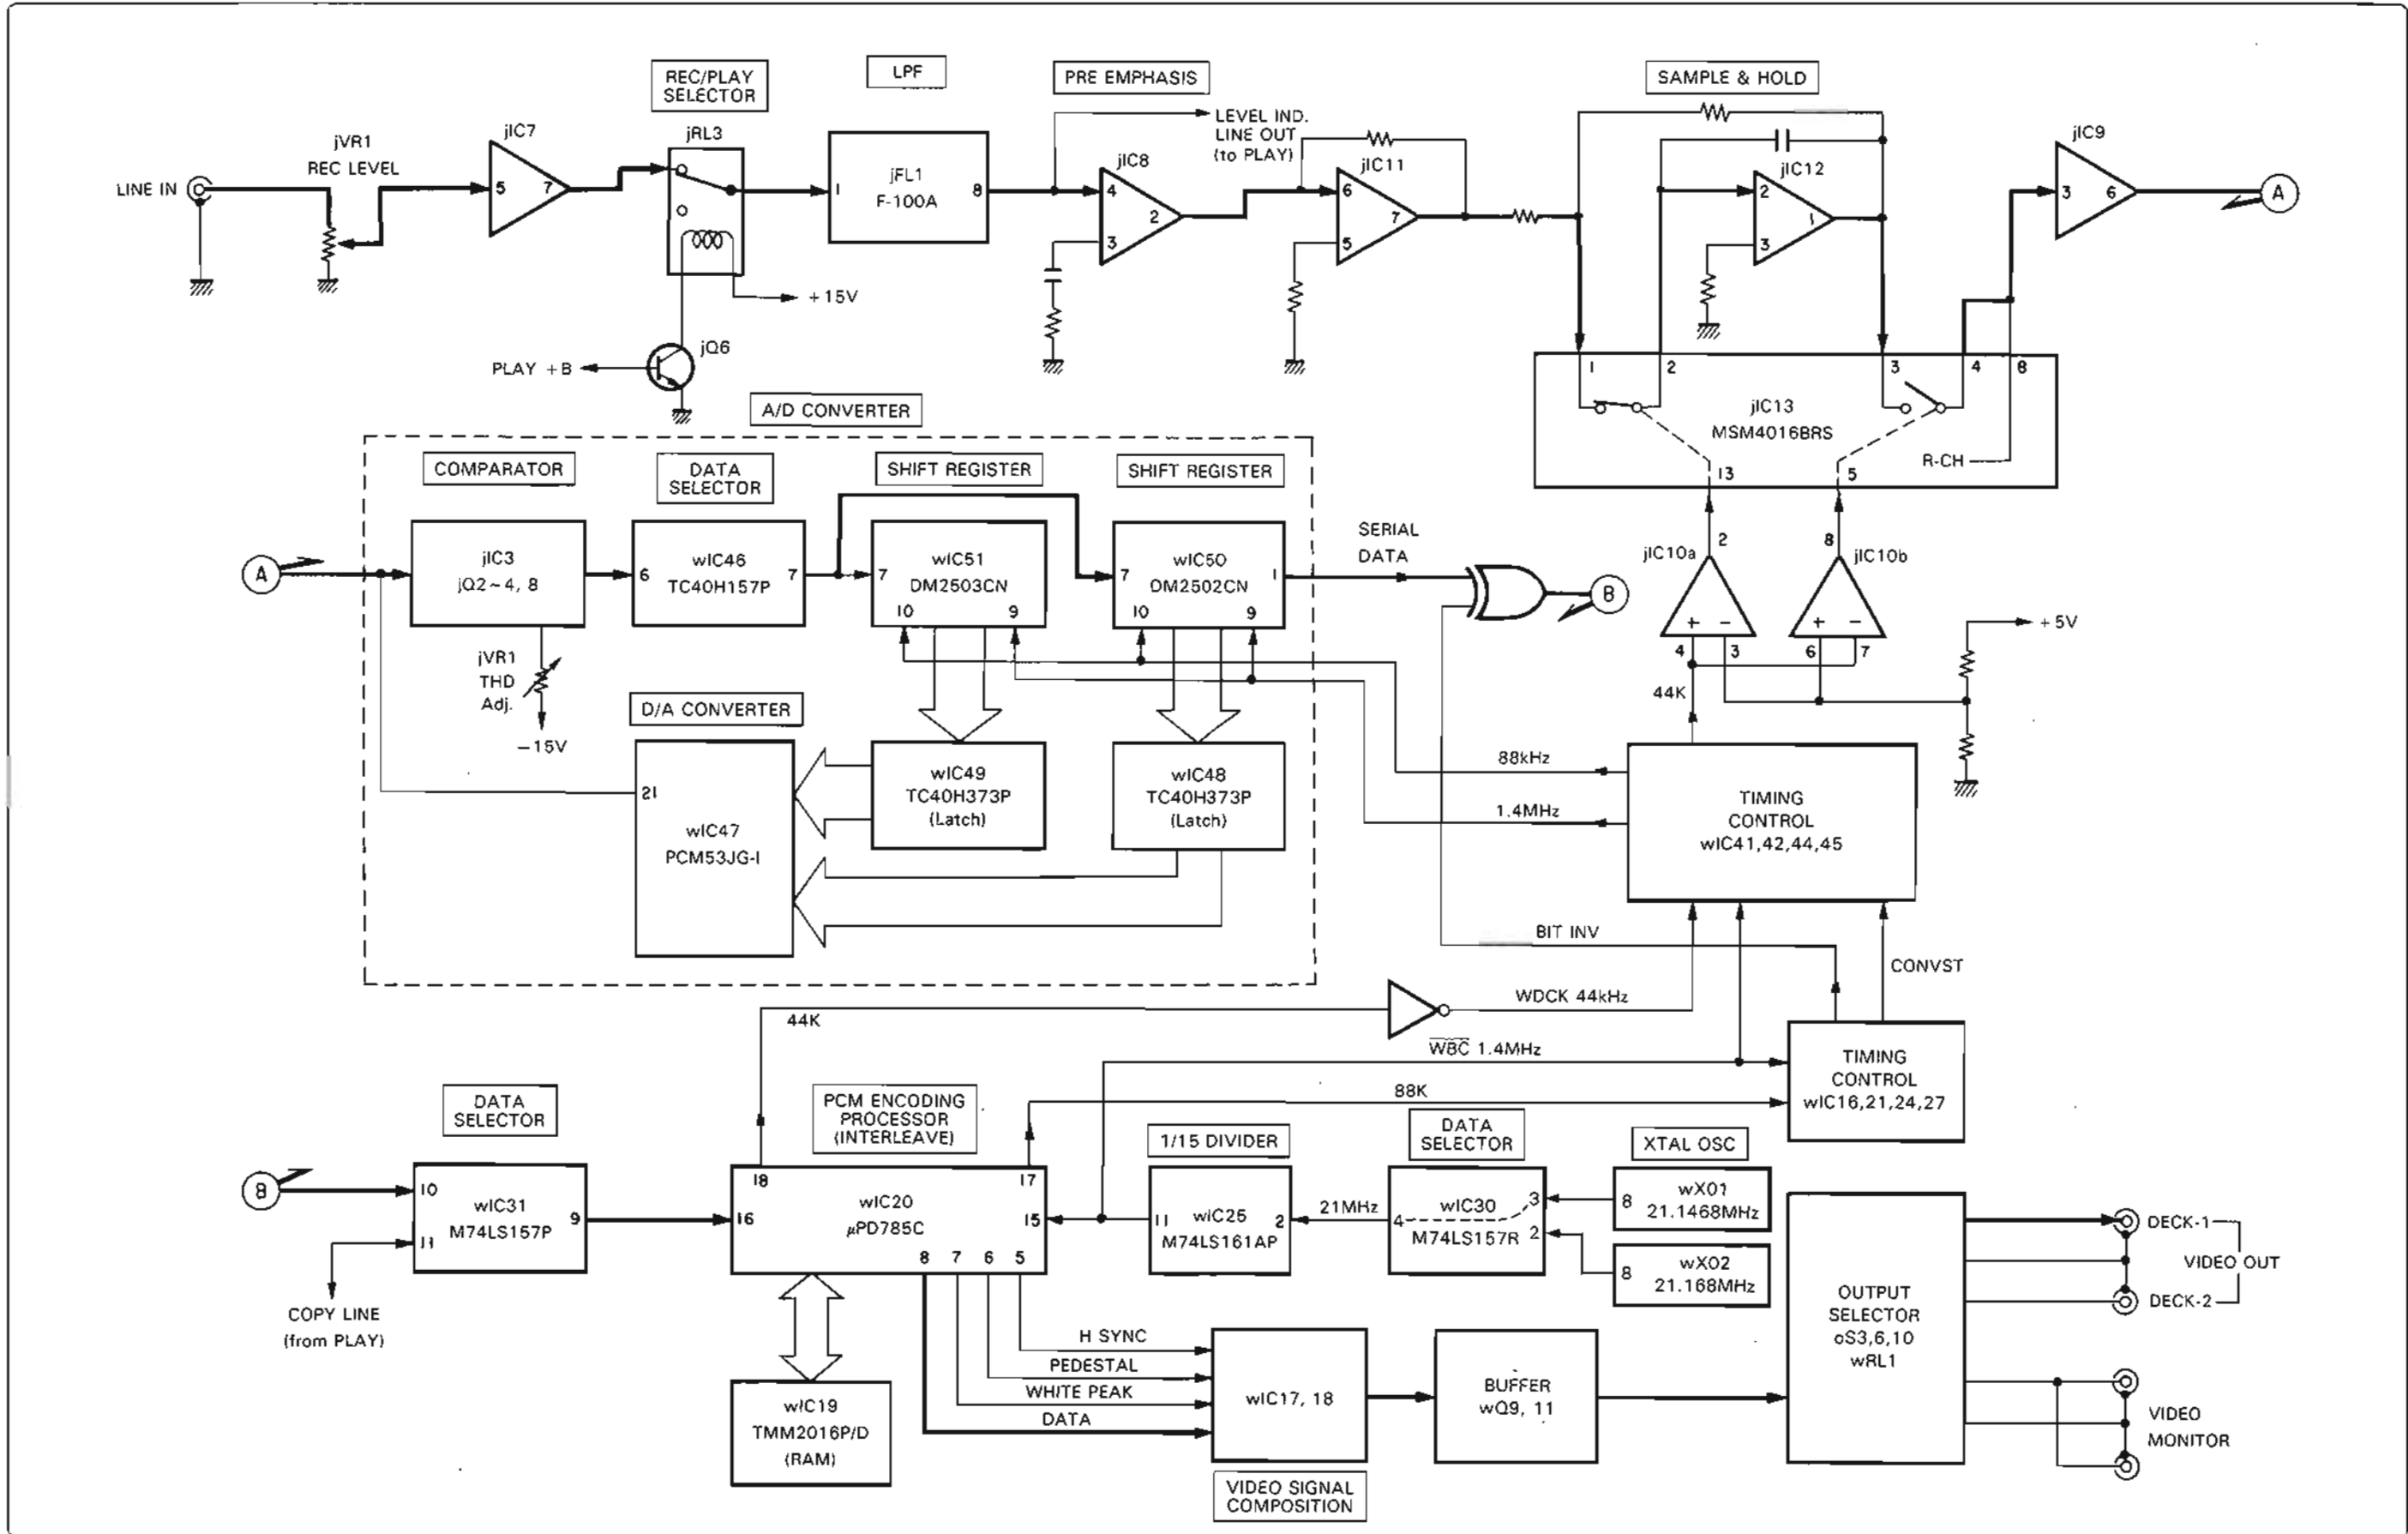 REC/PLAY
SELECTOR
LPF
PRE EMPHASIS
SAMPLE & HOLD
LINE IN
jVR1
REC LEVEL
jIC7
5
7
jRL3
+15V
jQ6
PLAY +B
1
jFL1
F-100A
8
LEVEL IND.
LINE OUT
(to PLAY)
jIC8
4
3
2
jIC11
6
5
7
jIC12
2
3
1
jIC9
3
6
A
1
2
3
4
8
jIC13
MSM4016BRS
R-CH
13
5
A/D CONVERTER
COMPARATOR
DATA
SELECTOR
SHIFT REGISTER
SHIFT REGISTER
A
jIC3
jQ2~4, 8
6
wIC46
TC40H157P
7
7
wIC51
DM2503CN
10
9
7
wIC50
DM2502CN
1
10
9
SERIAL
DATA
B
jIC10a
2
+
−
4
3
jIC10b
8
+
−
6
7
+5V
44K
jVR1
THD
Adj.
−15V
D/A CONVERTER
21
wIC47
PCM53JG-I
wIC49
TC40H373P
(Latch)
wIC48
TC40H373P
(Latch)
88kHz
1.4MHz
TIMING
CONTROL
wIC41,42,44,45
BIT INV
CONVST
44K
WDCK 44kHz
W̅B̅C̅ 1.4MHz
88K
TIMING
CONTROL
wIC16,21,24,27
DATA
SELECTOR
PCM ENCODING
PROCESSOR
(INTERLEAVE)
1/15 DIVIDER
DATA
SELECTOR
XTAL OSC
B
10
11
wIC31
M74LS157P
9
COPY LINE
(from PLAY)
18
17
16
15
wIC20
μPD785C
8
7
6
5
11
wIC25
M74LS161AP
2
21MHz
4
wIC30
M74LS157R
3
2
8
wX01
21.1468MHz
8
wX02
21.168MHz
wIC19
TMM2016P/D
(RAM)
H SYNC
PEDESTAL
WHITE PEAK
DATA
wIC17, 18
VIDEO SIGNAL
COMPOSITION
BUFFER
wQ9, 11
OUTPUT
SELECTOR
oS3,6,10
wRL1
DECK-1
VIDEO OUT
DECK-2
VIDEO
MONITOR